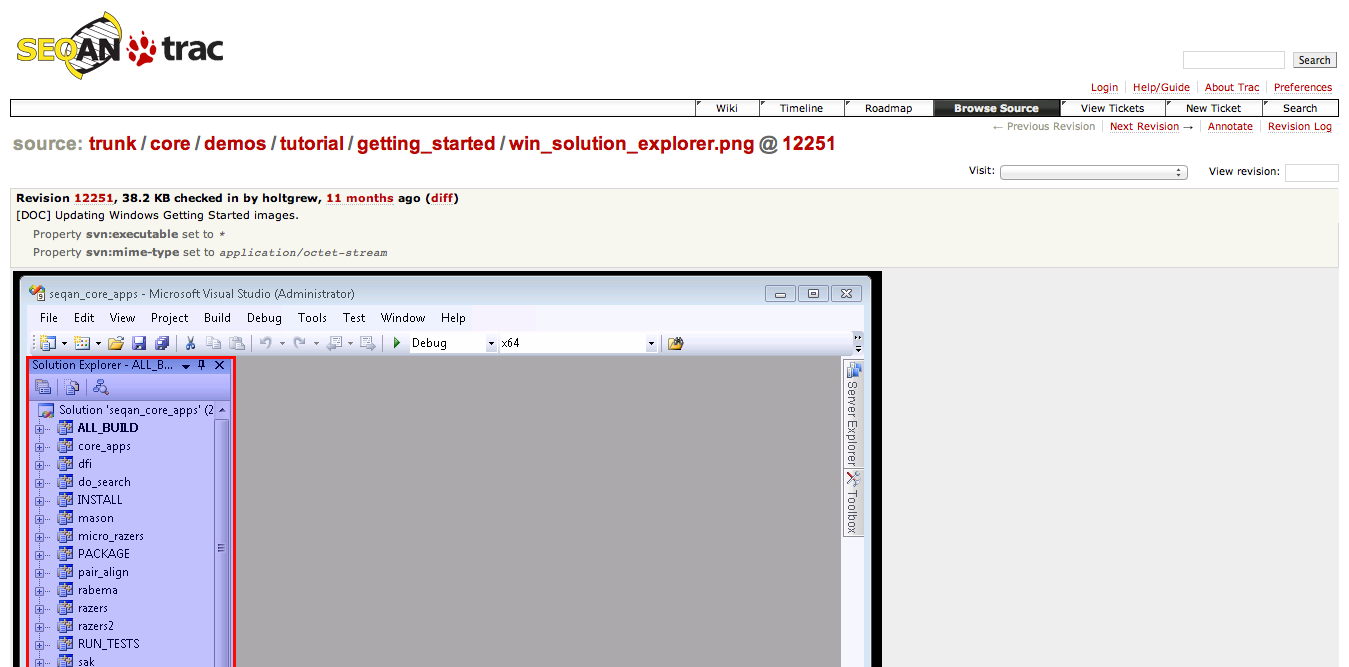 SEQAN trac
Search
Login Help/Guide About Trac Preferences
Wiki Timeline Roadmap Browse Source View Tickets New Ticket Search
← Previous Revision Next Revision → Annotate Revision Log
source: trunk / core / demos / tutorial / getting_started / win_solution_explorer.png @ 12251
Visit: View revision:
Revision 12251, 38.2 KB checked in by holtgrew, 11 months ago (diff)
[DOC] Updating Windows Getting Started images.
Property svn:executable set to *
Property svn:mime-type set to application/octet-stream
seqan_core_apps - Microsoft Visual Studio (Administrator)
File Edit View Project Build Debug Tools Test Window Help
Debug x64
Solution Explorer - ALL_B...
Solution 'seqan_core_apps' (2
ALL_BUILD
core_apps
dfi
do_search
INSTALL
mason
micro_razers
PACKAGE
pair_align
rabema
razers
razers2
RUN_TESTS
sak
Server Explorer
Toolbox